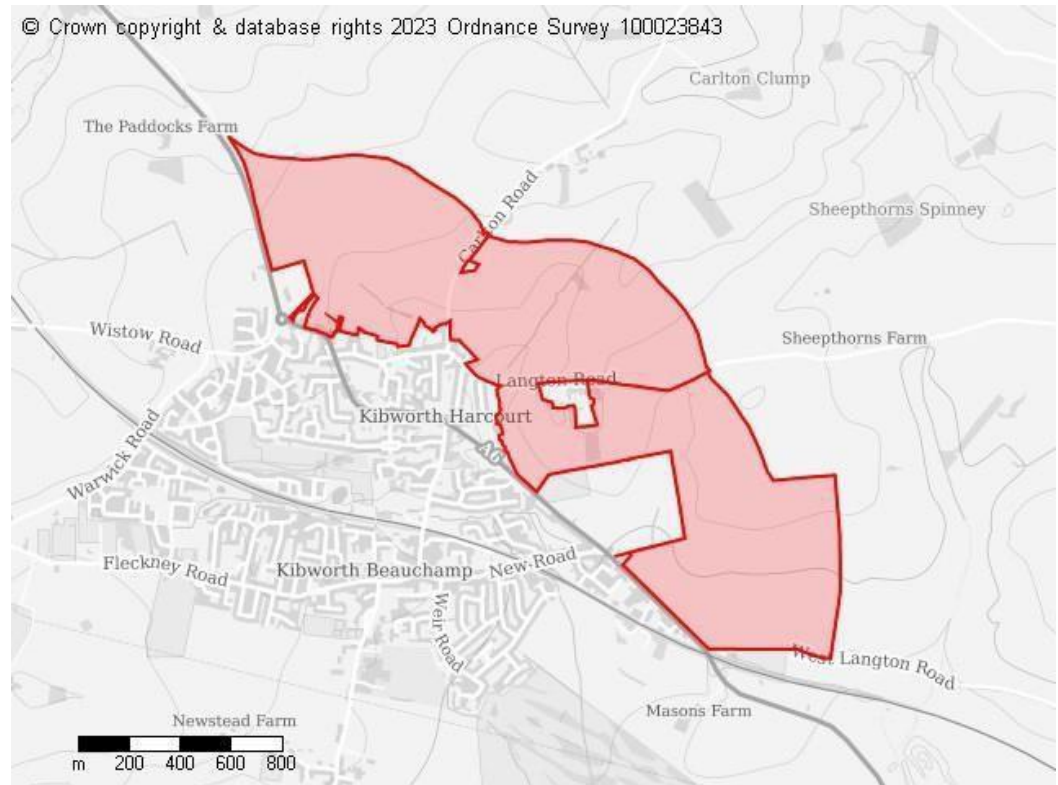 © Crown copyright & database rights 2023 Ordnance Survey 100023843
Carlton Clump
The Paddocks Farm
Carlton Road
Sheepthorns Spinney
Wistow Road
Sheepthorns Farm
Langton Road
Kibworth Harcourt
A6
Warwick Road
Fleckney Road
Kibworth Beauchamp
New Road
Weir Road
West Langton Road
Masons Farm
Newstead Farm
m 200 400 600 800